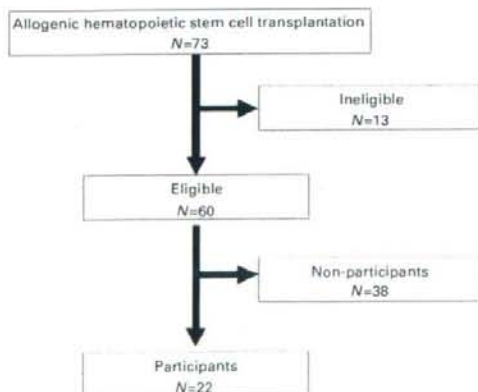 Allogenic hematopoietic stem cell transplantation
N=73
Ineligible
N=13
Eligible
N=60
Non-participants
N=38
Participants
N=22